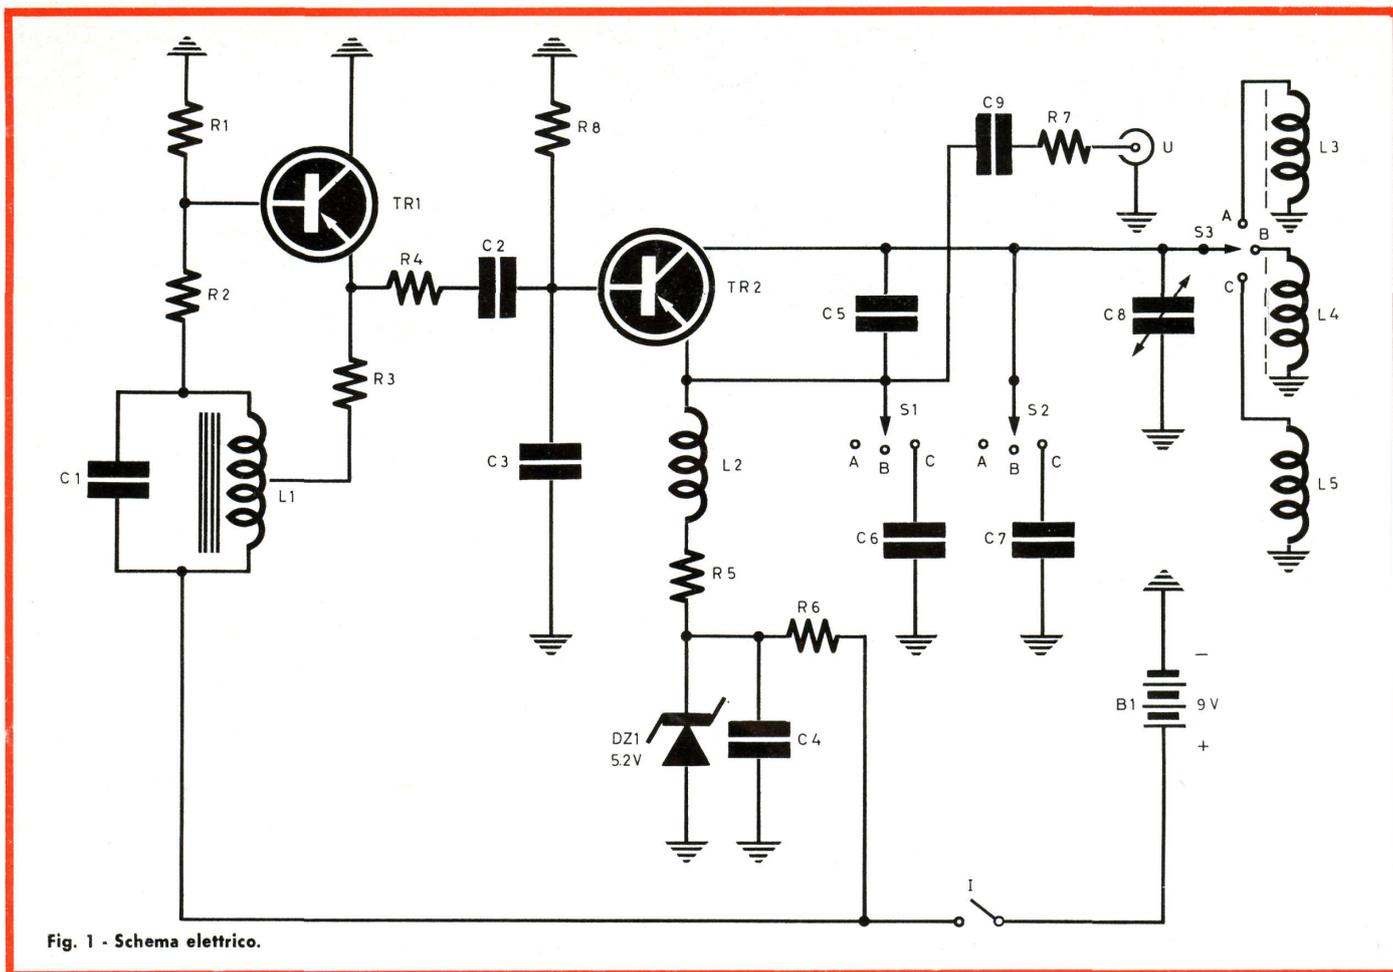 R1
R8
C9
R7
U
L3
TR1
A
S3
B
C2
R4
TR2
C
R2
C5
C8
L4
R3
S1
S2
A
B
C
A
B
C
C1
L1
C3
L2
L5
C6
C7
R5
R6
B1
9V
DZ1
5.2V
C4
I
Fig. 1 - Schema elettrico.